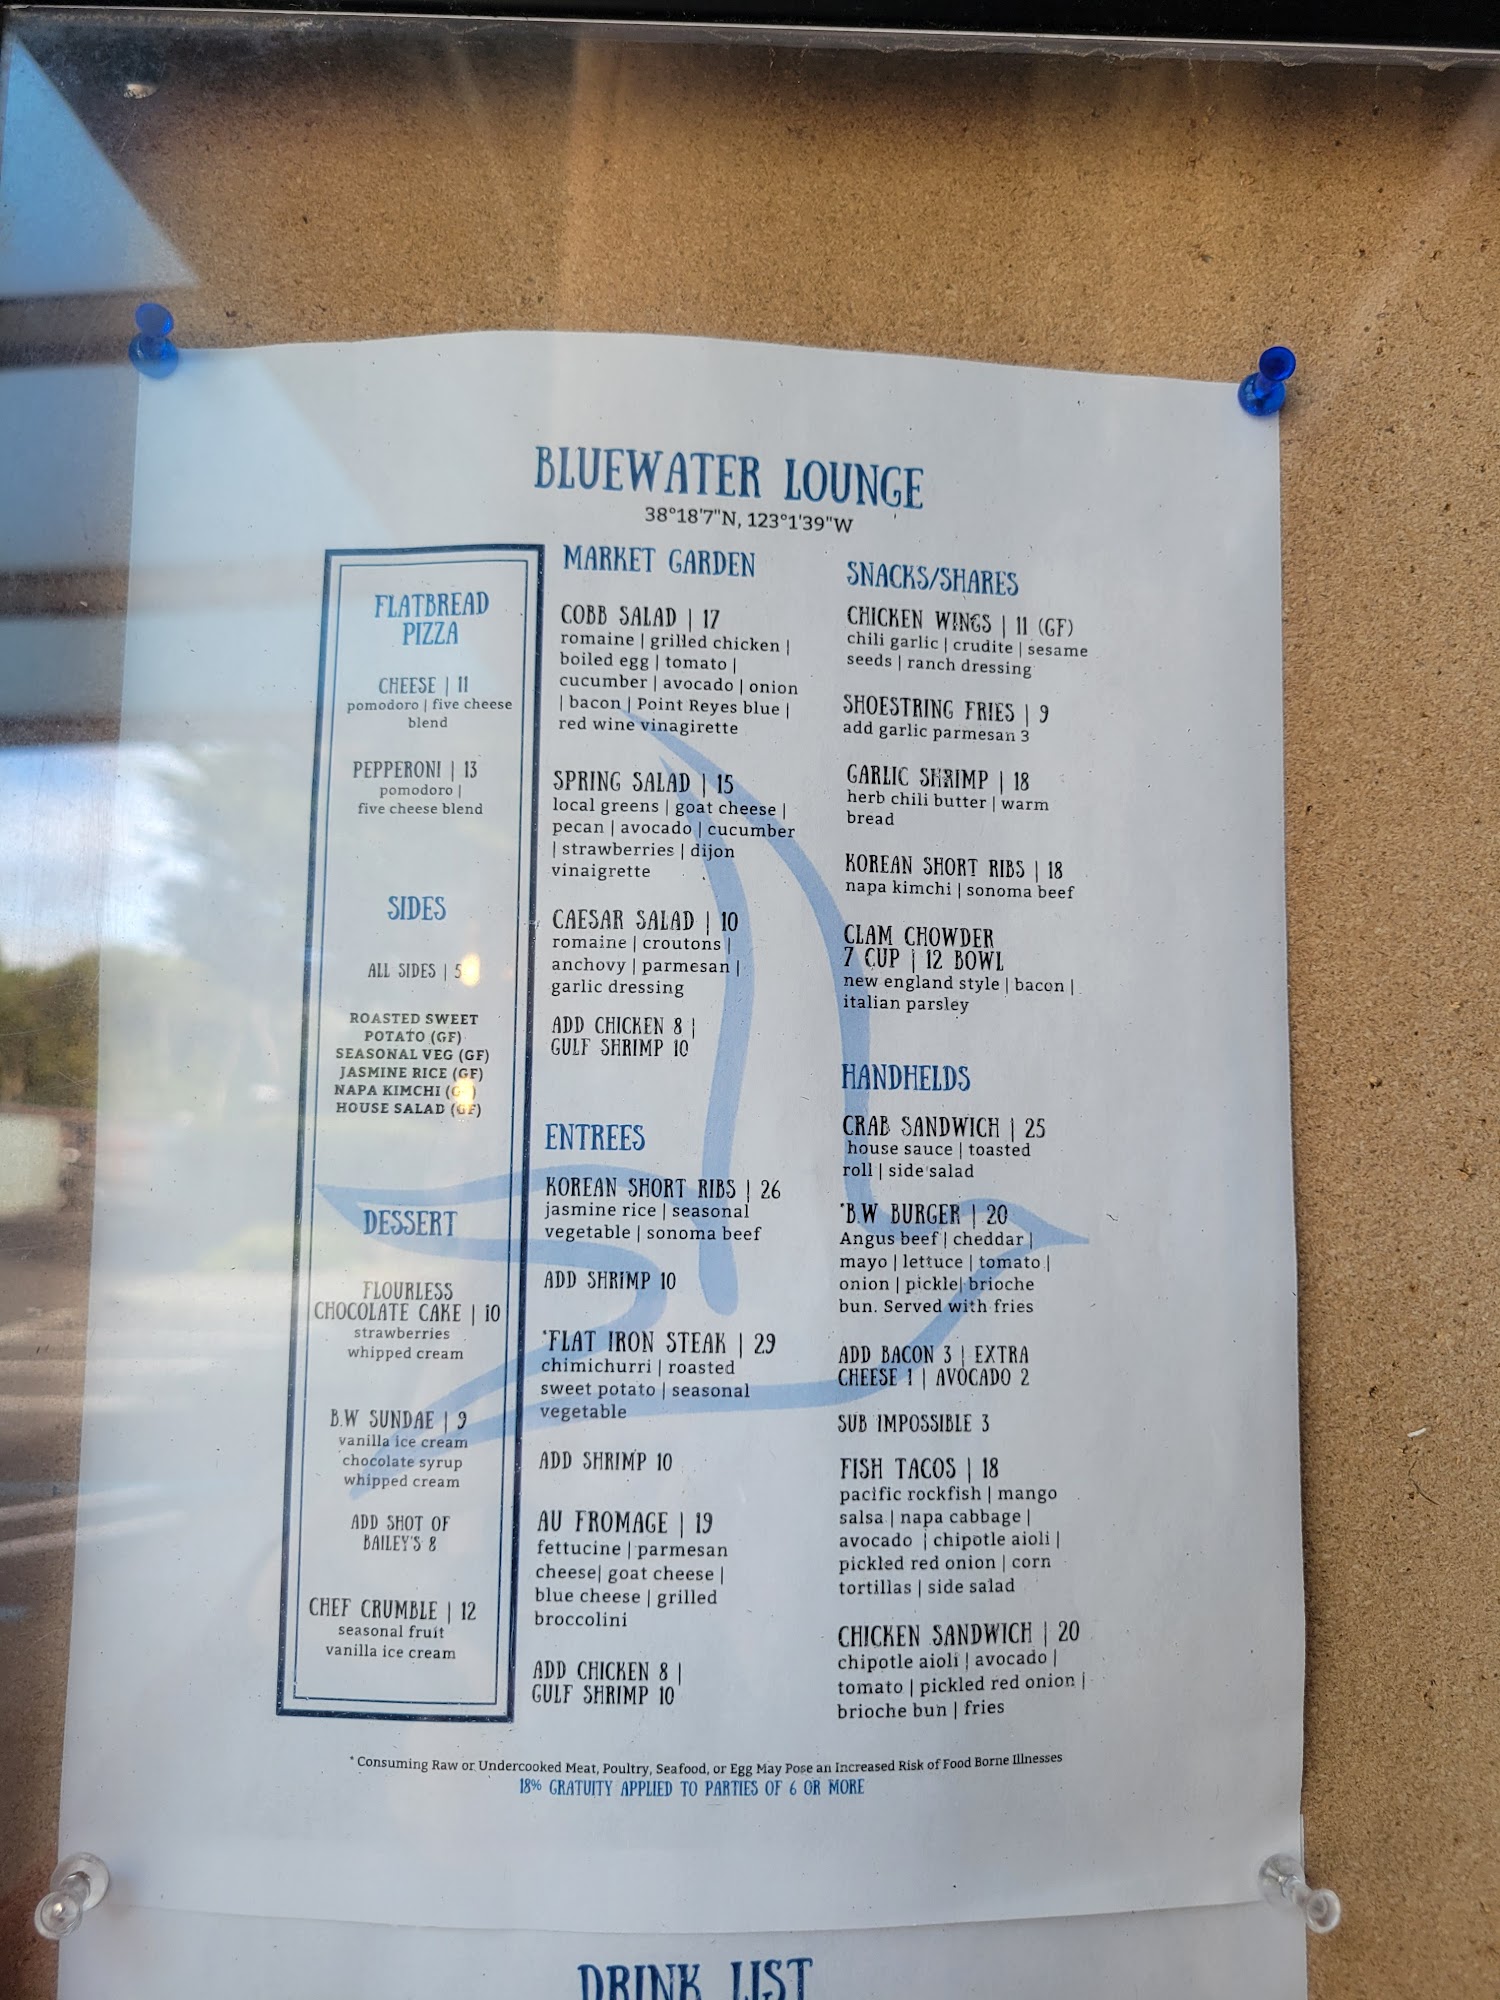 BLUEWATER LOUNGE
38°18'7"N, 123°1'39"W
FLATBREAD
PIZZA
CHEESE | 11
pomodoro | five cheese
blend
PEPPERONI | 13
pomodoro |
five cheese blend
SIDES
ALL SIDES | 5
ROASTED SWEET
POTATO (GF)
SEASONAL VEG (GF)
JASMINE RICE (GF)
NAPA KIMCHI
HOUSE SALAD (GF)
DESSERT
FLOURLESS
CHOCOLATE CAKE | 10
strawberries
whipped cream
B.W SUNDAE | 9
vanilla ice cream
chocolate syrup
whipped cream
ADD SHOT OF
BAILEY'S 8
CHEF CRUMBLE | 12
seasonal fruit
vanilla ice cream
MARKET GARDEN
COBB SALAD | 17
romaine | grilled chicken |
boiled egg | tomato |
cucumber | avocado | onion
| bacon | Point Reyes blue |
red wine vinagirette
SPRING SALAD | 15
local greens | goat cheese |
pecan | avocado | cucumber
| strawberries | dijon
vinaigrette
CAESAR SALAD | 10
romaine | croutons |
anchovy | parmesan |
garlic dressing
ADD CHICKEN 8 |
GULF SHRIMP 10
ENTREES
KOREAN SHORT RIBS | 26
jasmine rice | seasonal
vegetable | sonoma beef
ADD SHRIMP 10
*FLAT IRON STEAK | 29
chimichurri | roasted
sweet potato | seasonal
vegetable
ADD SHRIMP 10
AU FROMAGE | 19
fettucine | parmesan
cheese| goat cheese |
blue cheese | grilled
broccolini
ADD CHICKEN 8 |
GULF SHRIMP 10
SNACKS/SHARES
CHICKEN WINGS | 11 (GF)
chili garlic | crudite | sesame
seeds | ranch dressing
SHOESTRING FRIES | 9
add garlic parmesan 3
GARLIC SHRIMP | 18
herb chili butter | warm
bread
KOREAN SHORT RIBS | 18
napa kimchi | sonoma beef
CLAM CHOWDER
7 CUP | 12 BOWL
new england style | bacon |
italian parsley
HANDHELDS
CRAB SANDWICH | 25
house sauce | toasted
roll | side salad
*B.W BURGER | 20
Angus beef | cheddar |
mayo | lettuce | tomato |
onion | pickle| brioche
bun. Served with fries
ADD BACON 3 | EXTRA
CHEESE 1 | AVOCADO 2
SUB IMPOSSIBLE 3
FISH TACOS | 18
pacific rockfish | mango
salsa | napa cabbage |
avocado | chipotle aioli |
pickled red onion | corn
tortillas | side salad
CHICKEN SANDWICH | 20
chipotle aioli | avocado |
tomato | pickled red onion |
brioche bun | fries
* Consuming Raw or Undercooked Meat, Poultry, Seafood, or Egg May Pose an Increased Risk of Food Borne Illnesses
18% GRATUITY APPLIED TO PARTIES OF 6 OR MORE
DRINK LIST